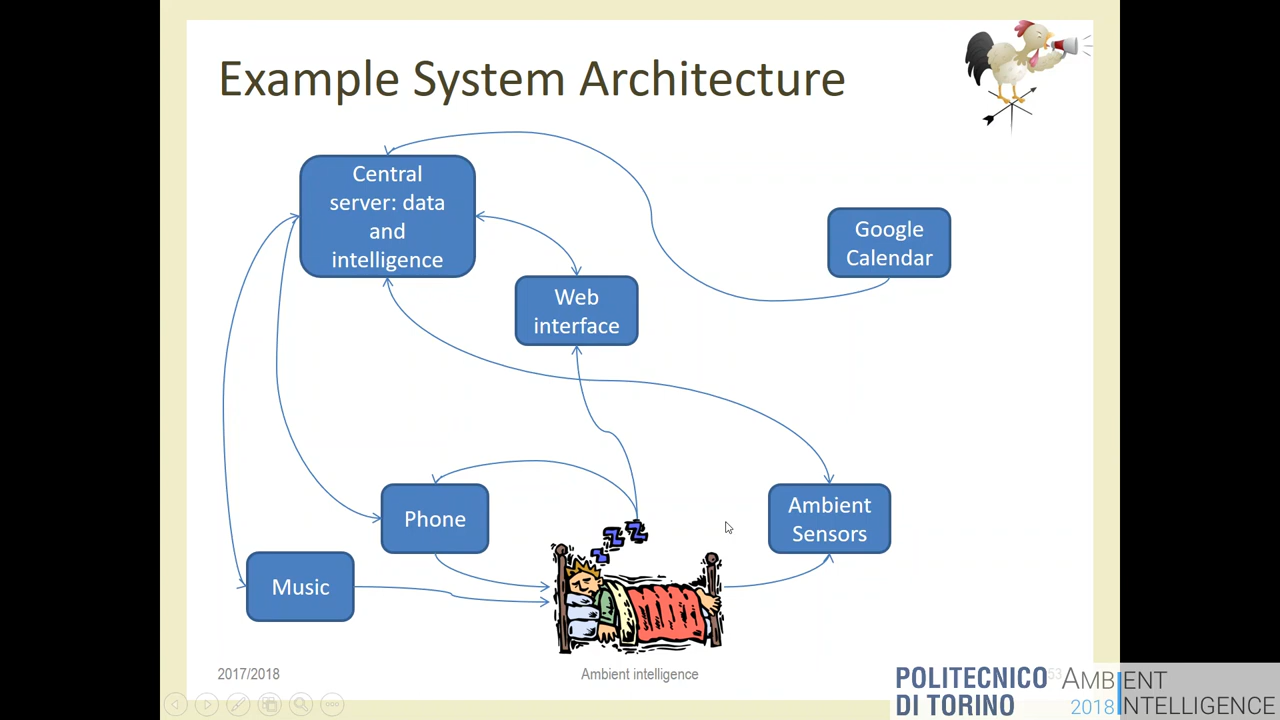 Example System Architecture
Central
server: data
and
intelligence
Google
Calendar
Web
interface
Phone
Ambient
Sensors
Music
z z z
2017/2018
Ambient intelligence
53
POLITECNICO
DI TORINO
AMBIENT
2018 INTELLIGENCE